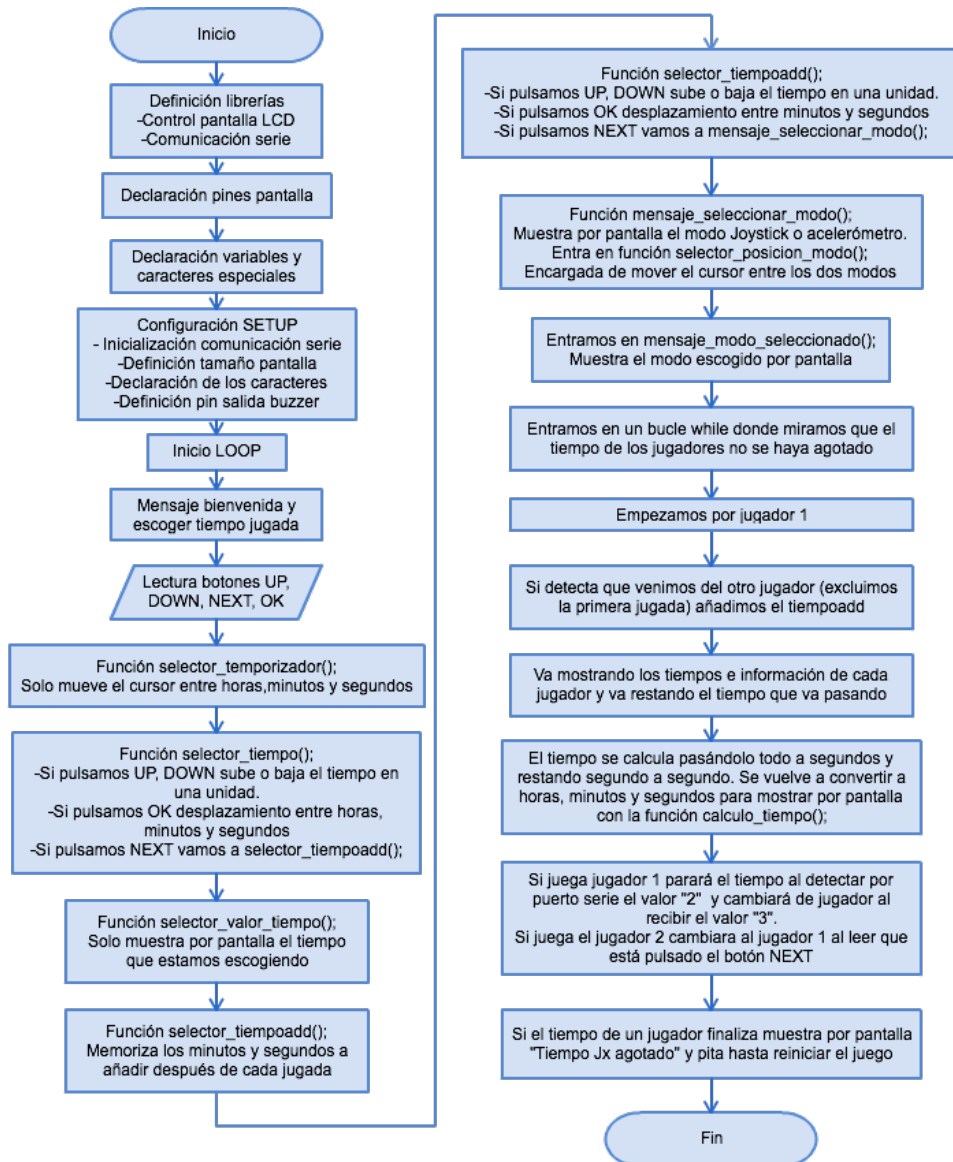 Inicio
Definición librerías
-Control pantalla LCD
-Comunicación serie
Declaración pines pantalla
Declaración variables y
caracteres especiales
Configuración SETUP
- Inicialización comunicación serie
-Definición tamaño pantalla
-Declaración de los caracteres
-Definición pin salida buzzer
Inicio LOOP
Mensaje bienvenida y
escoger tiempo jugada
Lectura botones UP,
DOWN, NEXT, OK
Función selector_temporizador();
Solo mueve el cursor entre horas,minutos y segundos
Función selector_tiempo();
-Si pulsamos UP, DOWN sube o baja el tiempo en
una unidad.
-Si pulsamos OK desplazamiento entre horas,
minutos y segundos
-Si pulsamos NEXT vamos a selector_tiempoadd();
Función selector_valor_tiempo();
Solo muestra por pantalla el tiempo
que estamos escogiendo
Función selector_tiempoadd();
Memoriza los minutos y segundos a
añadir después de cada jugada
Función selector_tiempoadd();
-Si pulsamos UP, DOWN sube o baja el tiempo en una unidad.
-Si pulsamos OK desplazamiento entre minutos y segundos
-Si pulsamos NEXT vamos a mensaje_seleccionar_modo();
Función mensaje_seleccionar_modo();
Muestra por pantalla el modo Joystick o acelerómetro.
Entra en función selector_posicion_modo();
Encargada de mover el cursor entre los dos modos
Entramos en mensaje_modo_seleccionado();
Muestra el modo escogido por pantalla
Entramos en un bucle while donde miramos que el
tiempo de los jugadores no se haya agotado
Empezamos por jugador 1
Si detecta que venimos del otro jugador (excluimos
la primera jugada) añadimos el tiempoadd
Va mostrando los tiempos e información de cada
jugador y va restando el tiempo que va pasando
El tiempo se calcula pasándolo todo a segundos y
restando segundo a segundo. Se vuelve a convertir a
horas, minutos y segundos para mostrar por pantalla
con la función calculo_tiempo();
Si juega jugador 1 parará el tiempo al detectar por
puerto serie el valor "2" y cambiará de jugador al
recibir el valor "3".
Si juega el jugador 2 cambiara al jugador 1 al leer que
está pulsado el botón NEXT
Si el tiempo de un jugador finaliza muestra por pantalla
"Tiempo Jx agotado" y pita hasta reiniciar el juego
Fin